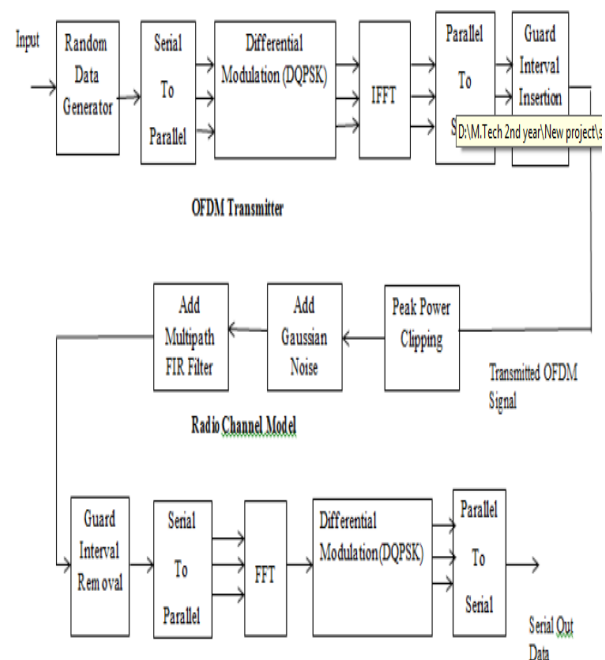 Input
Random
Data
Generator
Serial
To
Parallel
Differential
Modulation (DQPSK)
IFFT
Parallel
To
S
Guard
Interval
Insertion
D:\M.Tech 2nd year\New project\s
OFDM Transmitter
Add
Multipath
FIR Filter
Add
Gaussian
Noise
Peak Power
Clipping
Transmitted OFDM
Signal
Radio Channel Model
Guard
Interval
Removal
Serial
To
Parallel
FFT
Differential
Modulation(DQPSK)
Parallel
To
Serial
Serial Out
Data